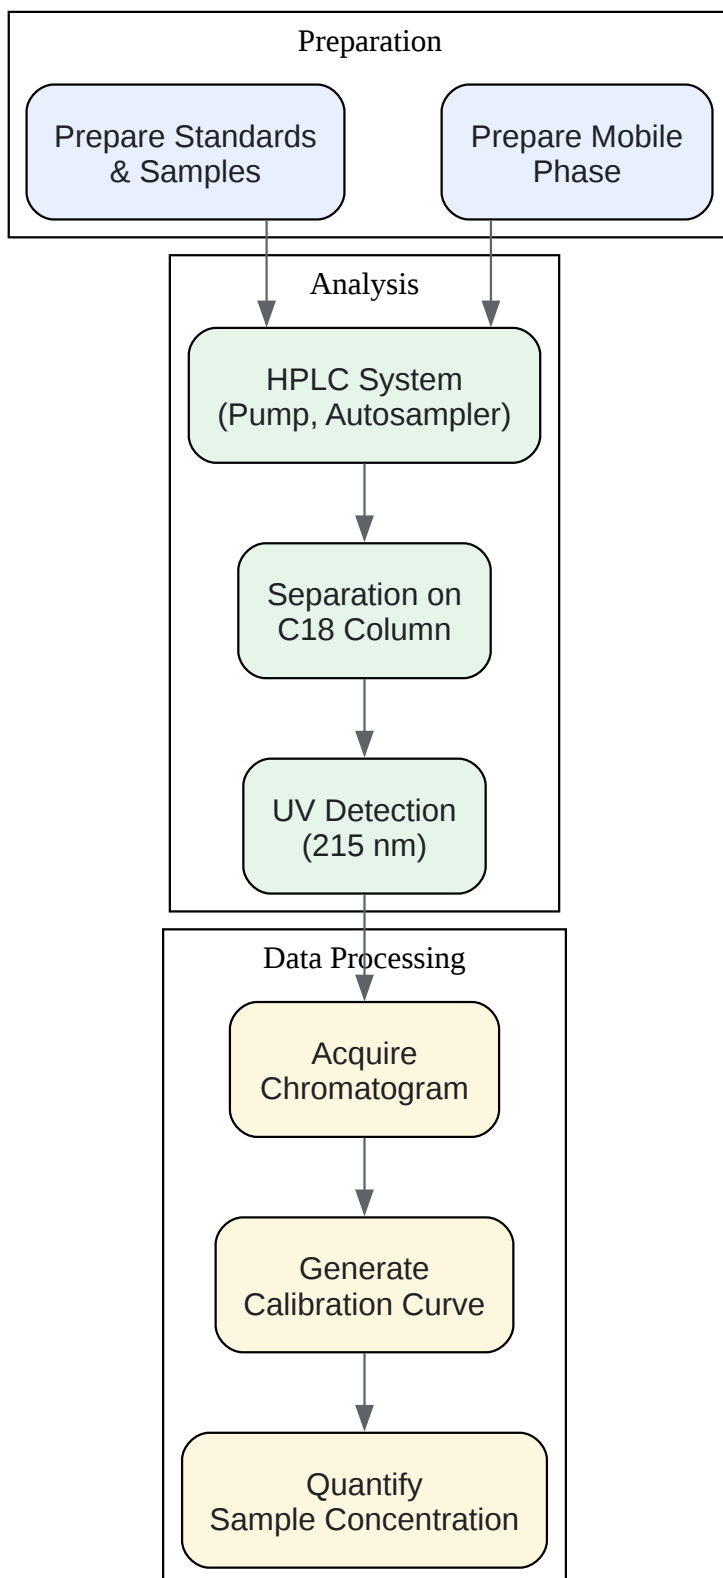 Preparation
Prepare Standards
& Samples
Prepare Mobile
Phase
Analysis
HPLC System
(Pump, Autosampler)
Separation on
C18 Column
UV Detection
(215 nm)
Data Processing
Acquire
Chromatogram
Generate
Calibration Curve
Quantify
Sample Concentration